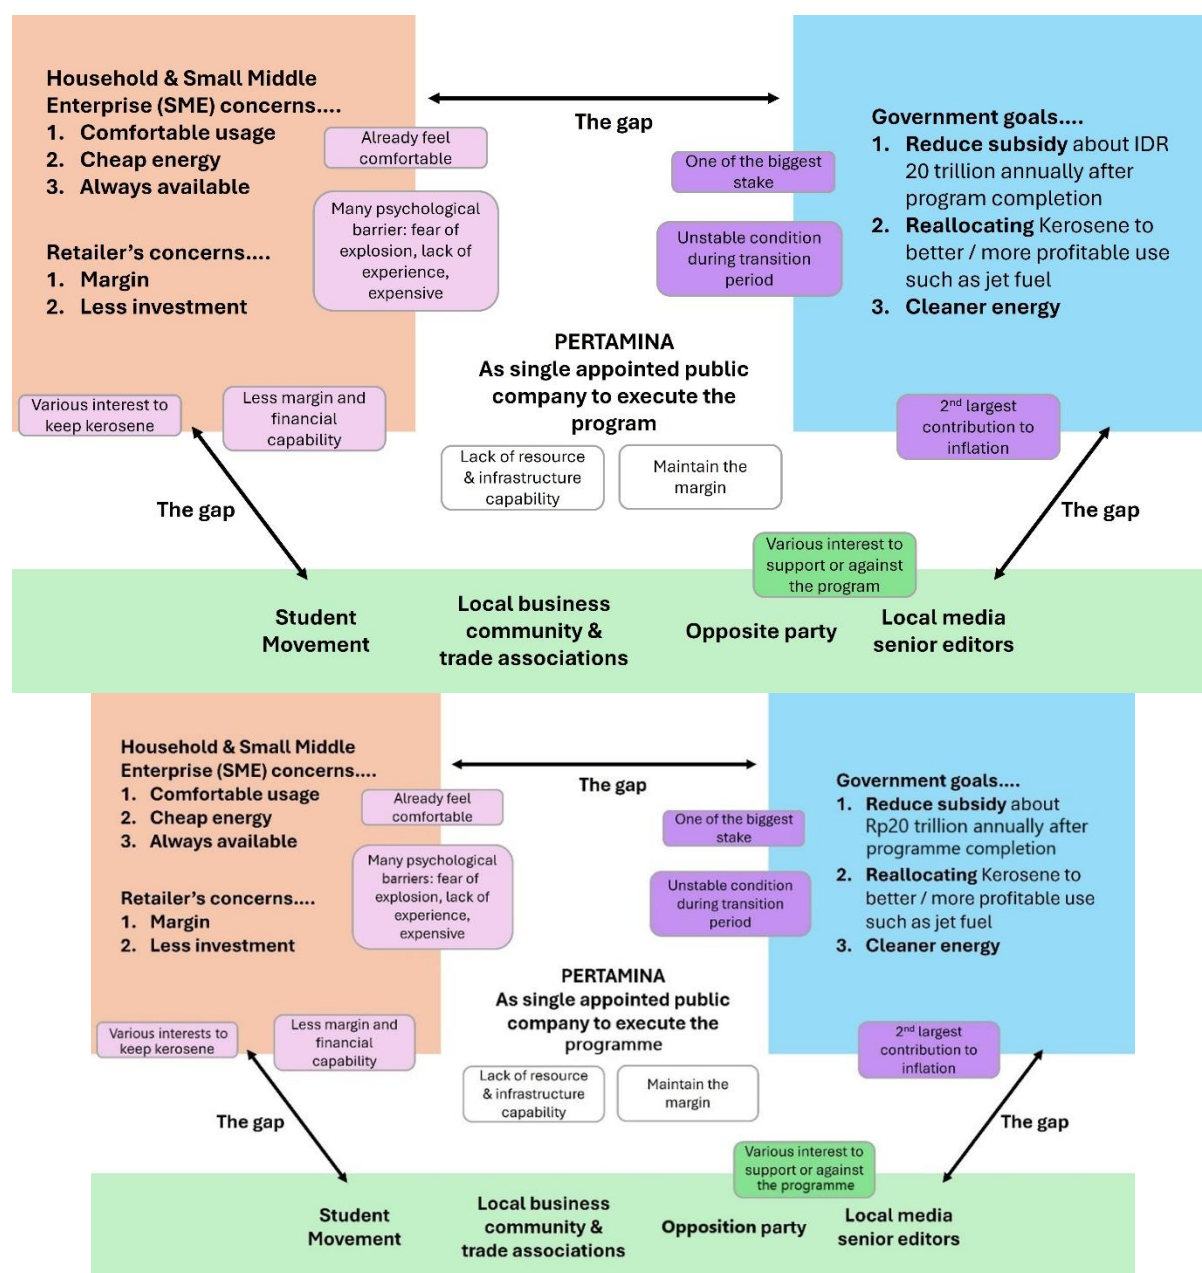 Household & Small Middle
Enterprise (SME) concerns....
1. Comfortable usage
2. Cheap energy
3. Always available
Retailer's concerns....
1. Margin
2. Less investment
Already feel
comfortable
Many psychological
barrier: fear of
explosion, lack of
experience,
expensive
Various interest to
keep kerosene
Less margin and
financial
capability
The gap
One of the biggest
stake
Unstable condition
during transition
period
Government goals....
1. Reduce subsidy about IDR
20 trillion annually after
program completion
2. Reallocating Kerosene to
better / more profitable use
such as jet fuel
3. Cleaner energy
2nd largest
contribution to
inflation
PERTAMINA
As single appointed public
company to execute the
program
Lack of resource
& infrastructure
capability
Maintain the
margin
The gap
The gap
Various interest to
support or against
the program
Student
Movement
Local business
community &
trade associations
Opposite party
Local media
senior editors
Household & Small Middle
Enterprise (SME) concerns....
1. Comfortable usage
2. Cheap energy
3. Always available
Retailer's concerns....
1. Margin
2. Less investment
Already feel
comfortable
Many psychological
barriers: fear of
explosion, lack of
experience,
expensive
Various interests to
keep kerosene
Less margin and
financial
capability
The gap
One of the biggest
stake
Unstable condition
during transition
period
Government goals....
1. Reduce subsidy about
Rp20 trillion annually after
programme completion
2. Reallocating Kerosene to
better / more profitable use
such as jet fuel
3. Cleaner energy
2nd largest
contribution to
inflation
PERTAMINA
As single appointed public
company to execute the
programme
Lack of resource
& infrastructure
capability
Maintain the
margin
The gap
The gap
Various interest to
support or against
the programme
Student
Movement
Local business
community &
trade associations
Opposition party
Local media
senior editors